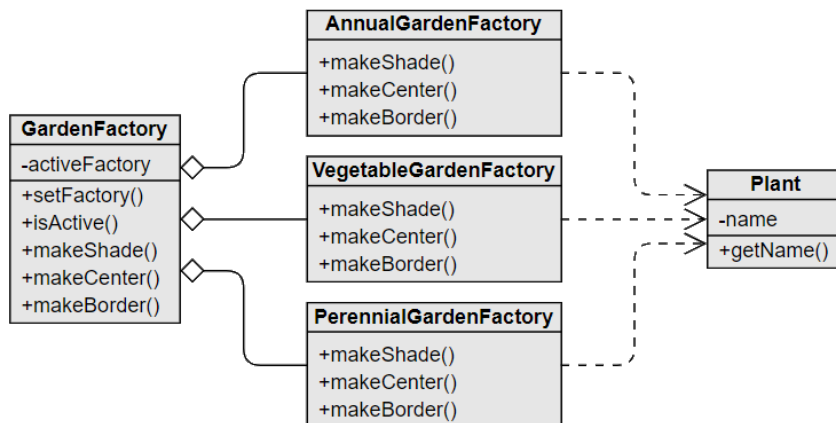 GardenFactory
-activeFactory
+setFactory()
+isActive()
+makeShade()
+makeCenter()
+makeBorder()
AnnualGardenFactory
+makeShade()
+makeCenter()
+makeBorder()
VegetableGardenFactory
+makeShade()
+makeCenter()
+makeBorder()
PerennialGardenFactory
+makeShade()
+makeCenter()
+makeBorder()
Plant
-name
+getName()